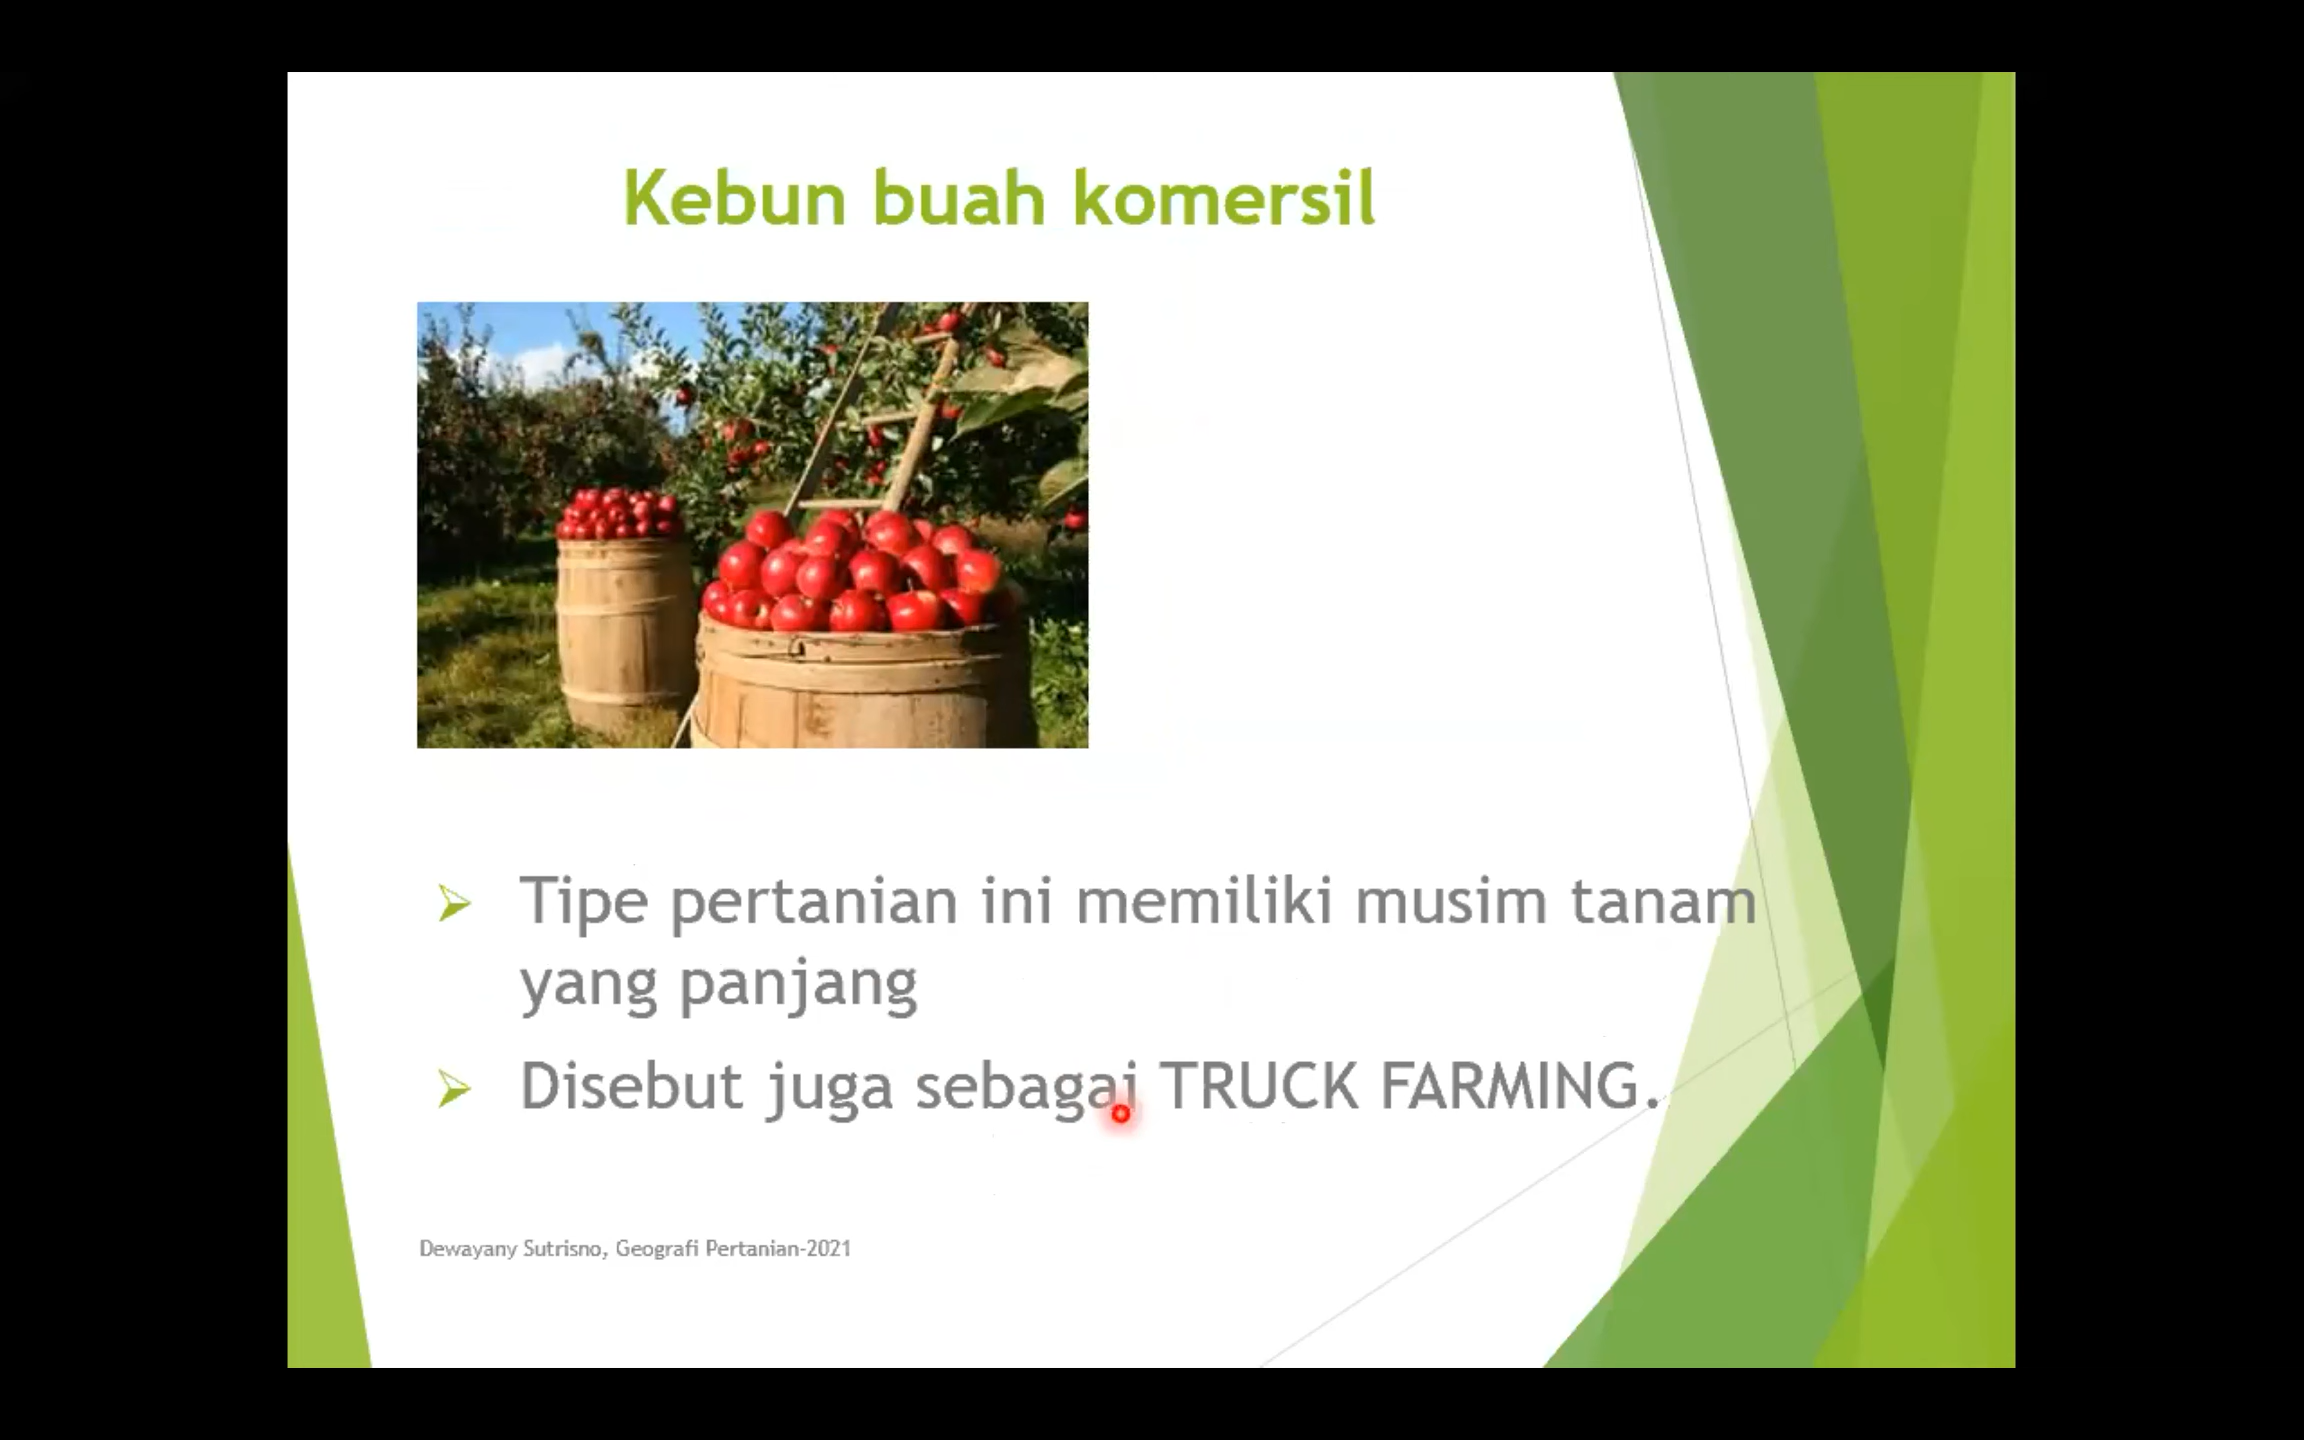 Kebun buah komersil
Tipe pertanian ini memiliki musim tanam
yang panjang
Disebut juga sebagai TRUCK FARMING.
Dewayany Sutrisno, Geografi Pertanian-2021